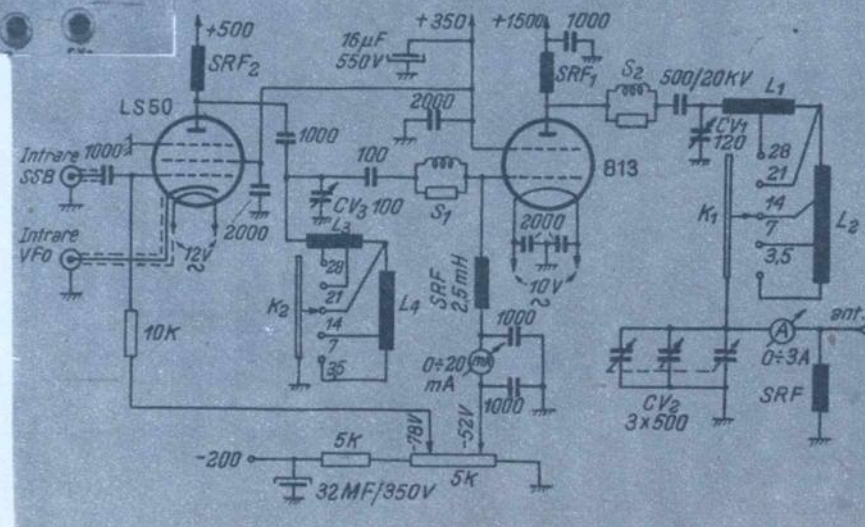 +500
SRF2
LS50
16µF
550V
+350
+1500
1000
SRF1
S2
500/20KV
L1
2000
1000
CV1
120
Intrare
SSB
1000
100
813
28
21
14
7
3,5
K1
L2
CV3 100
S1
2000
12V
L3
Intrare
VFO
2000
10V
28
21
14
7
35
K2
L4
SRF
2,5mH
10K
1000
0÷20
mA
mA
1000
A
0÷3A
ant.
SRF
CV2
3×500
-78V
-52V
-200
5K
5K
32MF/350V